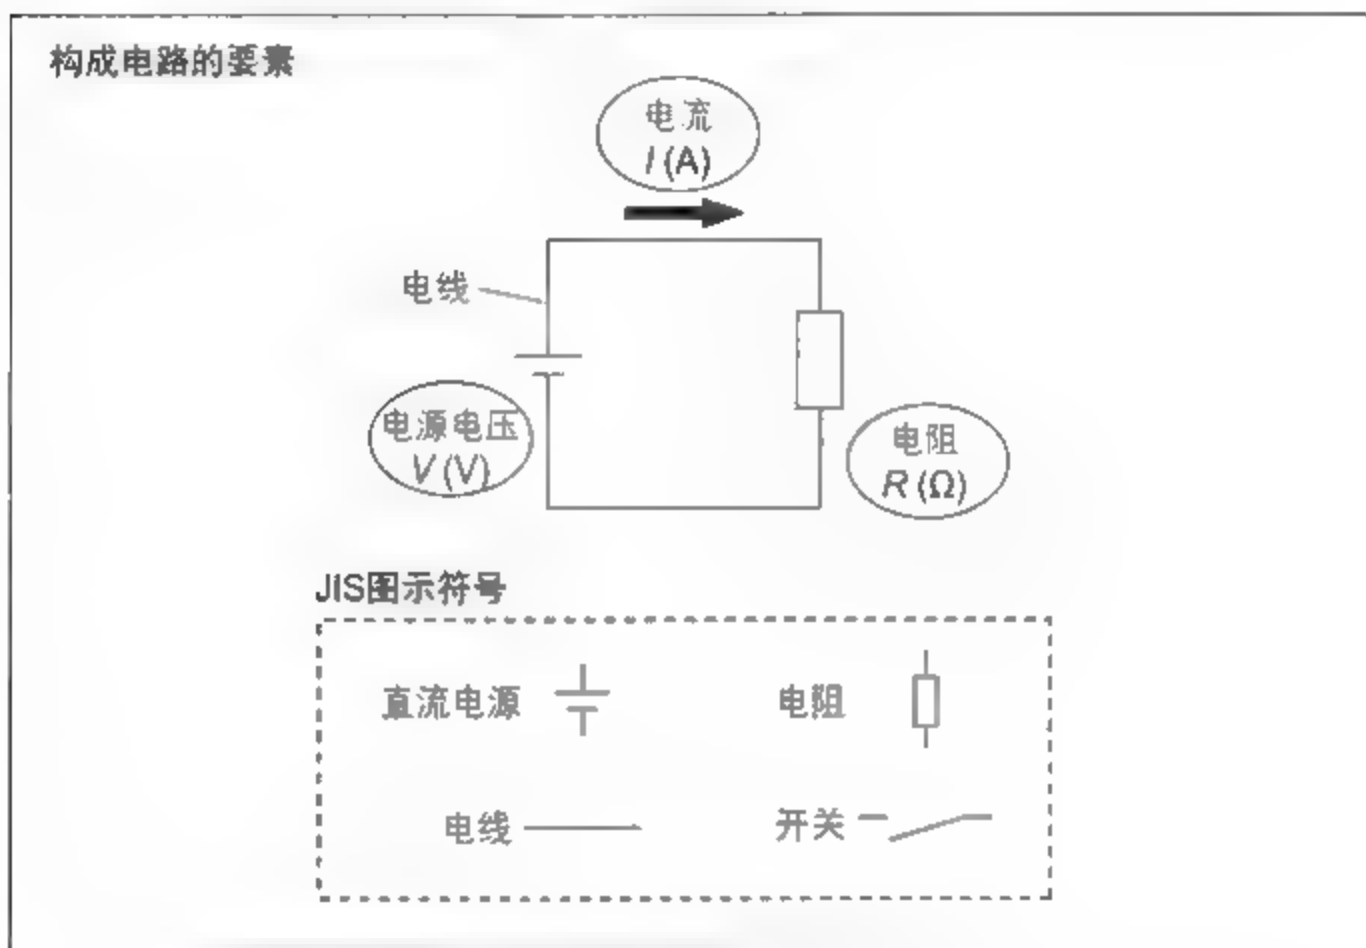 构成电路的要素
电流
I (A)
电线
电源电压
V (V)
电阻
R (Ω)
JIS图示符号
直流电源
电阻
电线
开关